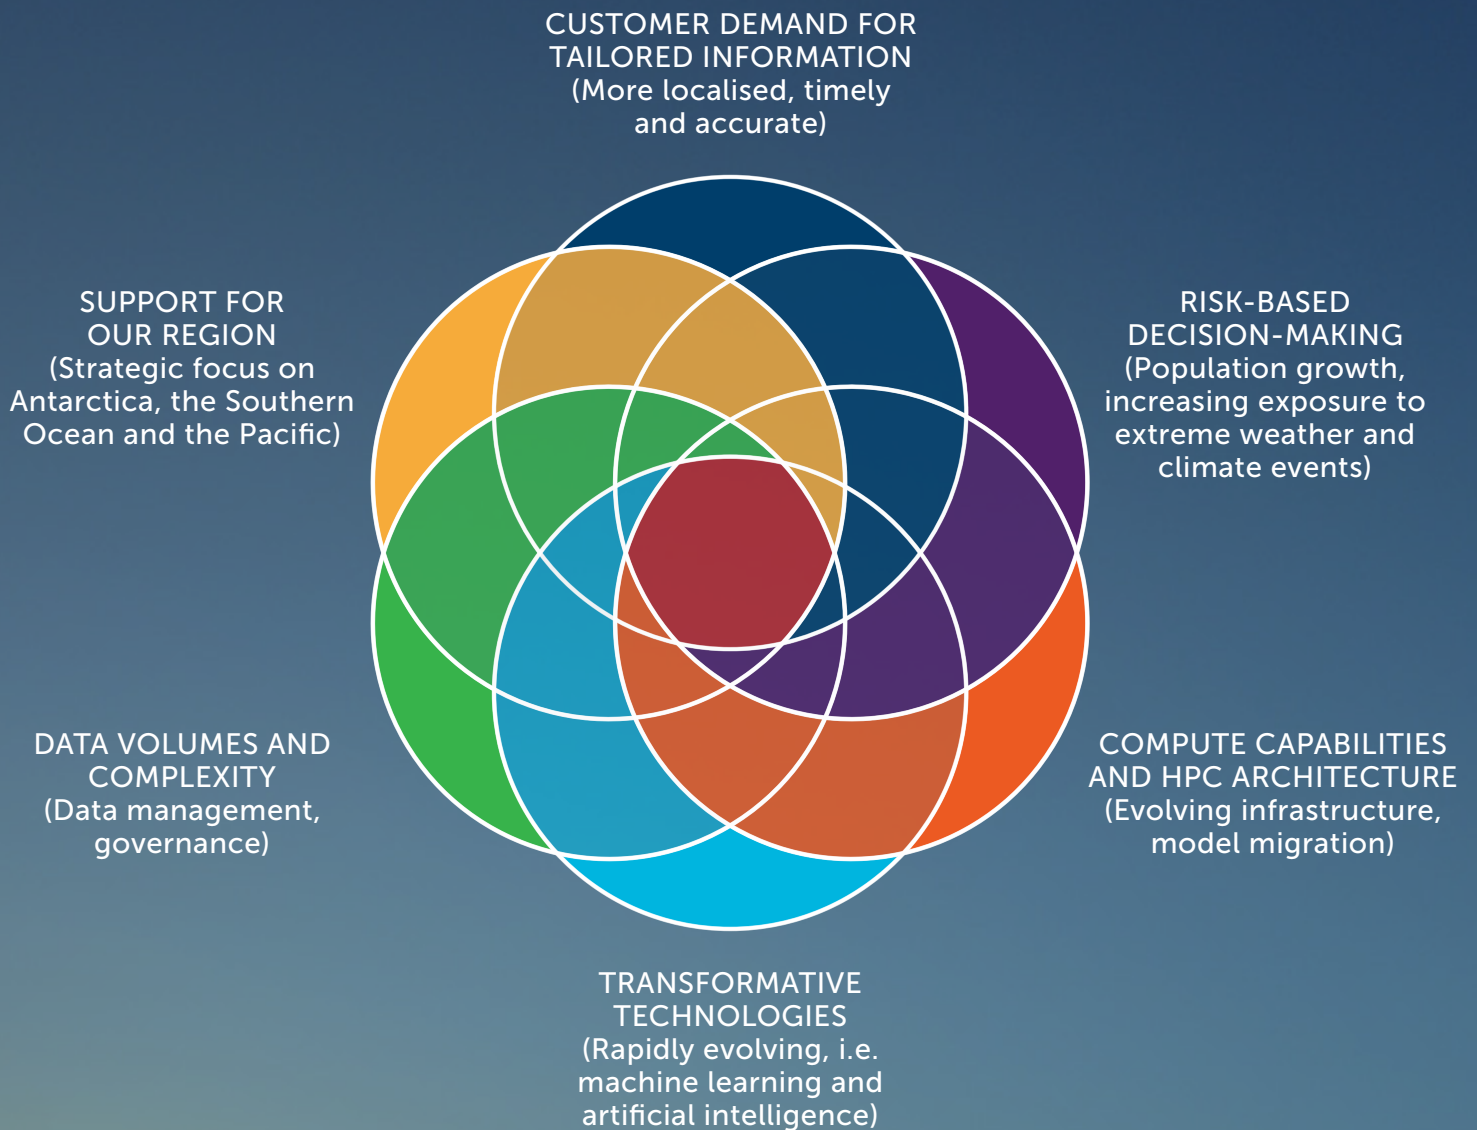 CUSTOMER DEMAND FOR
TAILORED INFORMATION
(More localised, timely
and accurate)
SUPPORT FOR
OUR REGION
(Strategic focus on
Antarctica, the Southern
Ocean and the Pacific)
RISK-BASED
DECISION-MAKING
(Population growth,
increasing exposure to
extreme weather and
climate events)
DATA VOLUMES AND
COMPLEXITY
(Data management,
governance)
COMPUTE CAPABILITIES
AND HPC ARCHITECTURE
(Evolving infrastructure,
model migration)
TRANSFORMATIVE
TECHNOLOGIES
(Rapidly evolving, i.e.
machine learning and
artificial intelligence)